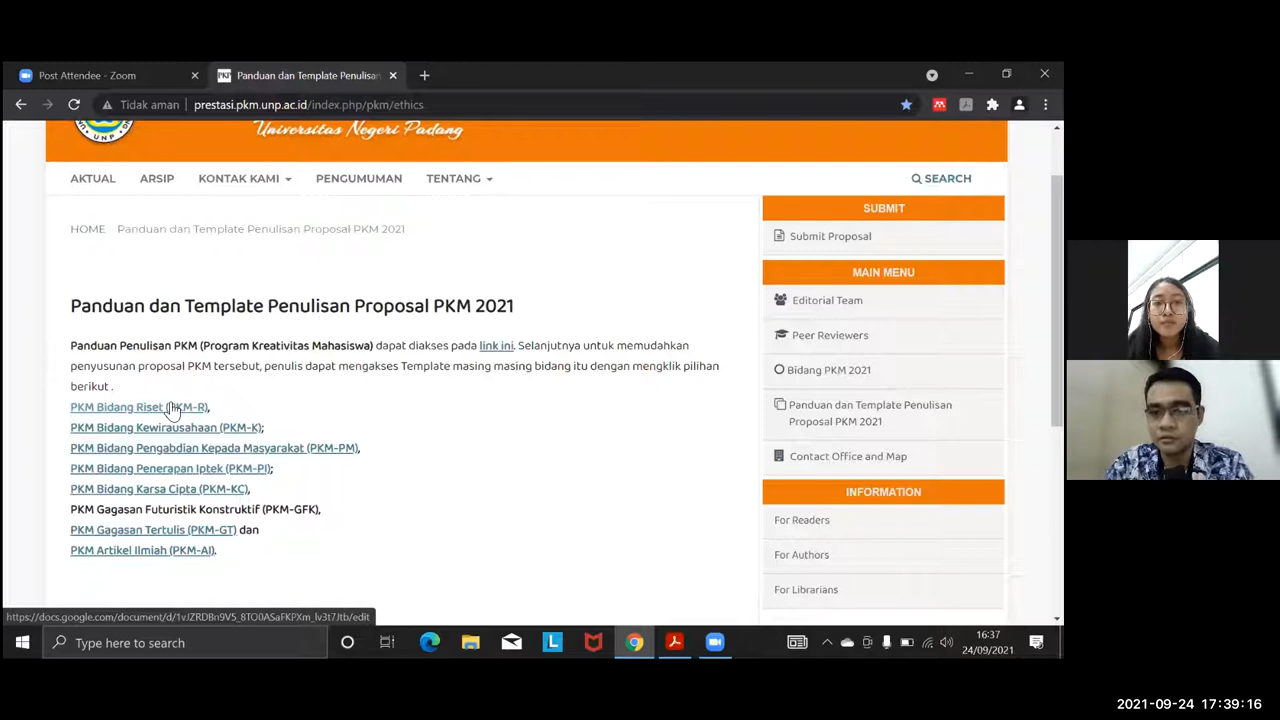 Post Attendee - Zoom
Panduan dan Template Penulisan
Tidak aman
prestasi.pkm.unp.ac.id/index.php/pkm/ethics
UNP
Universitas Negeri Padang
AKTUAL ARSIP KONTAK KAMI PENGUMUMAN TENTANG SEARCH
HOME Panduan dan Template Penulisan Proposal PKM 2021
Panduan dan Template Penulisan Proposal PKM 2021
Panduan Penulisan PKM (Program Kreativitas Mahasiswa) dapat diakses pada link ini. Selanjutnya untuk memudahkan
penyusunan proposal PKM tersebut, penulis dapat mengakses Template masing masing bidang itu dengan mengklik pilihan
berikut .
PKM Bidang Riset (PKM-R),
PKM Bidang Kewirausahaan (PKM-K);
PKM Bidang Pengabdian Kepada Masyarakat (PKM-PM),
PKM Bidang Penerapan Iptek (PKM-PI);
PKM Bidang Karsa Cipta (PKM-KC),
PKM Gagasan Futuristik Konstruktif (PKM-GFK),
PKM Gagasan Tertulis (PKM-GT) dan
PKM Artikel Ilmiah (PKM-AI).
SUBMIT
Submit Proposal
MAIN MENU
Editorial Team
Peer Reviewers
Bidang PKM 2021
Panduan dan Template Penulisan
Proposal PKM 2021
Contact Office and Map
INFORMATION
For Readers
For Authors
For Librarians
Type here to search
16:37
24/09/2021
2021-09-24 17:39:16